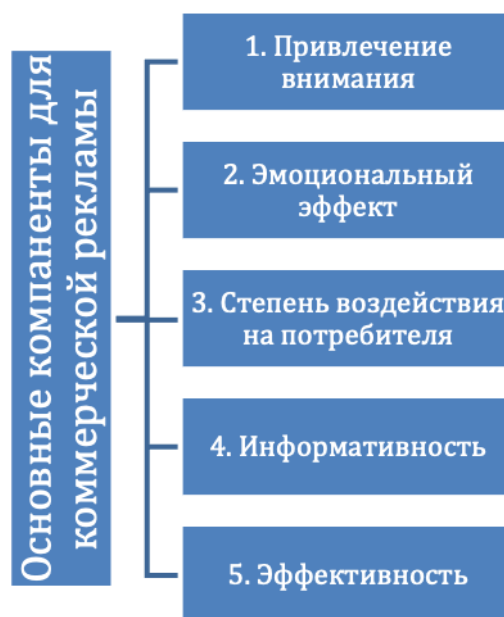 Основные компаненты для
коммерческой рекламы
1. Привлечение
внимания
2. Эмоциональный
эффект
3. Степень воздействия
на потребителя
4. Информативность
5. Эффективность